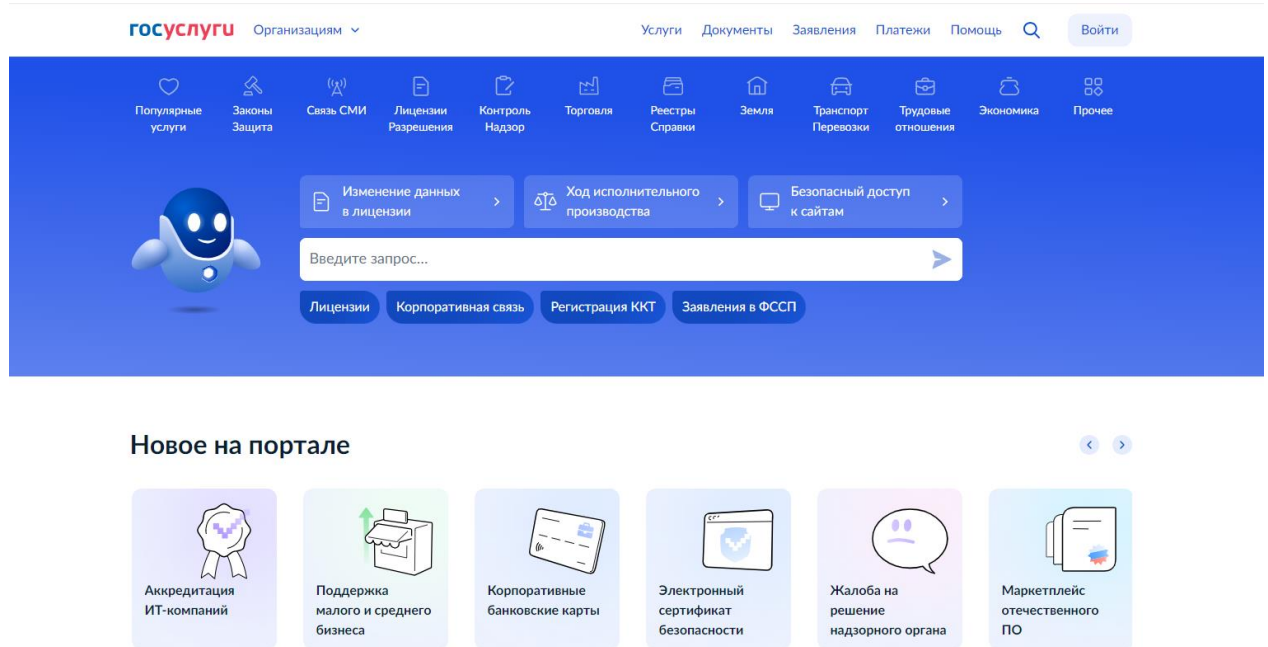 госуслуги Организациям Услуги Документы Заявления Платежи Помощь Войти
Популярные услуги
Законы Защита
Связь СМИ
Лицензии Разрешения
Контроль Надзор
Торговля
Реестры Справки
Земля
Транспорт Перевозки
Трудовые отношения
Экономика
Прочее
Изменение данных
в лицензии
Ход исполнительного
производства
Безопасный доступ
к сайтам
Введите запрос...
Лицензии Корпоративная связь Регистрация ККТ Заявления в ФССП
Новое на портале
Аккредитация
ИТ-компаний
Поддержка
малого и среднего
бизнеса
Корпоративные
банковские карты
Электронный
сертификат
безопасности
Жалоба на
решение
надзорного органа
Маркетплейс
отечественного
ПО